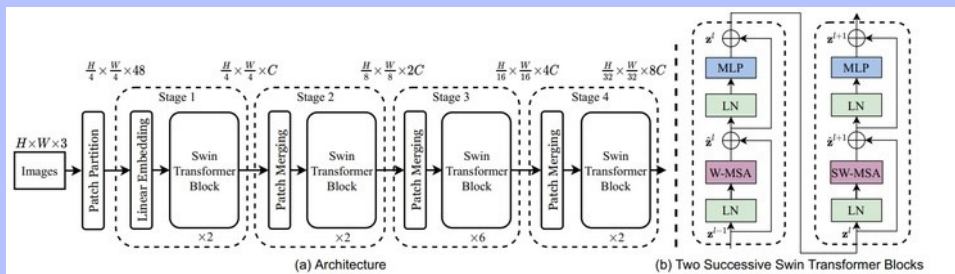 H/4 × W/4 × 48
H/4 × W/4 × C
H/8 × W/8 × 2C
H/16 × W/16 × 4C
H/32 × W/32 × 8C
Stage 1
Stage 2
Stage 3
Stage 4
H×W×3
Images
Patch Partition
Linear Embedding
Swin
Transformer
Block
×2
Patch Merging
Swin
Transformer
Block
×2
Patch Merging
Swin
Transformer
Block
×6
Patch Merging
Swin
Transformer
Block
×2
(a) Architecture
z^l
MLP
LN
ẑ^l
W-MSA
LN
z^{l-1}
z^{l+1}
MLP
LN
ẑ^{l+1}
SW-MSA
LN
z^l
(b) Two Successive Swin Transformer Blocks